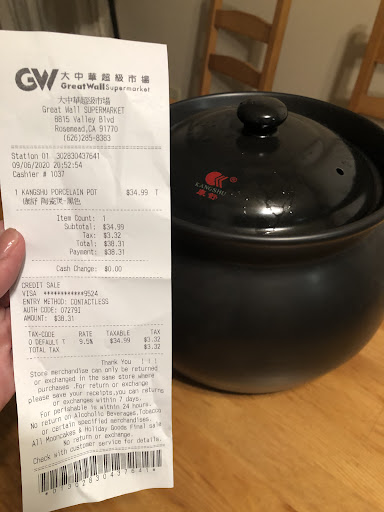 GW 大中華超級市場
GreatWall Supermarket
大中華超級市場
Great Wall SUPERMARKET
8815 Valley Blvd
Rosemead,CA 91770
(626)285-8383
Station 01 302830437641
09/06/2020 20:52:54
Cashier # 1037
1 KANGSHU PORCELAIN POT $34.99 T
康舒 陶瓷煲-黑色
Item Count: 1
Subtotal: $34.99
Tax: $3.32
Total: $38.31
Payment: $38.31
Cash Change: $0.00
CREDIT SALE
VISA ************9524
ENTRY METHOD: CONTACTLESS
AUTH CODE: 07279I
AMOUNT: $38.31
TAX-CODE RATE TAXABLE TAX
0 DEFAULT T 9.5% $34.99 $3.32
TOTAL TAX $3.32
Thank You !!!
Store merchandise can only be returned
or exchanged in the same store where
purchases .For return or exchange
please save your receipts,you can returns
or exchanges within 7 days.
For perishable is within 24 hours.
No return on Alcoholic Beverages,Tobacco
or certain specified merchandises.
All Mooncakes & Holiday Goods Final sale
No return or exchange.
Check with customer service for details.
KANGSHU
康舒